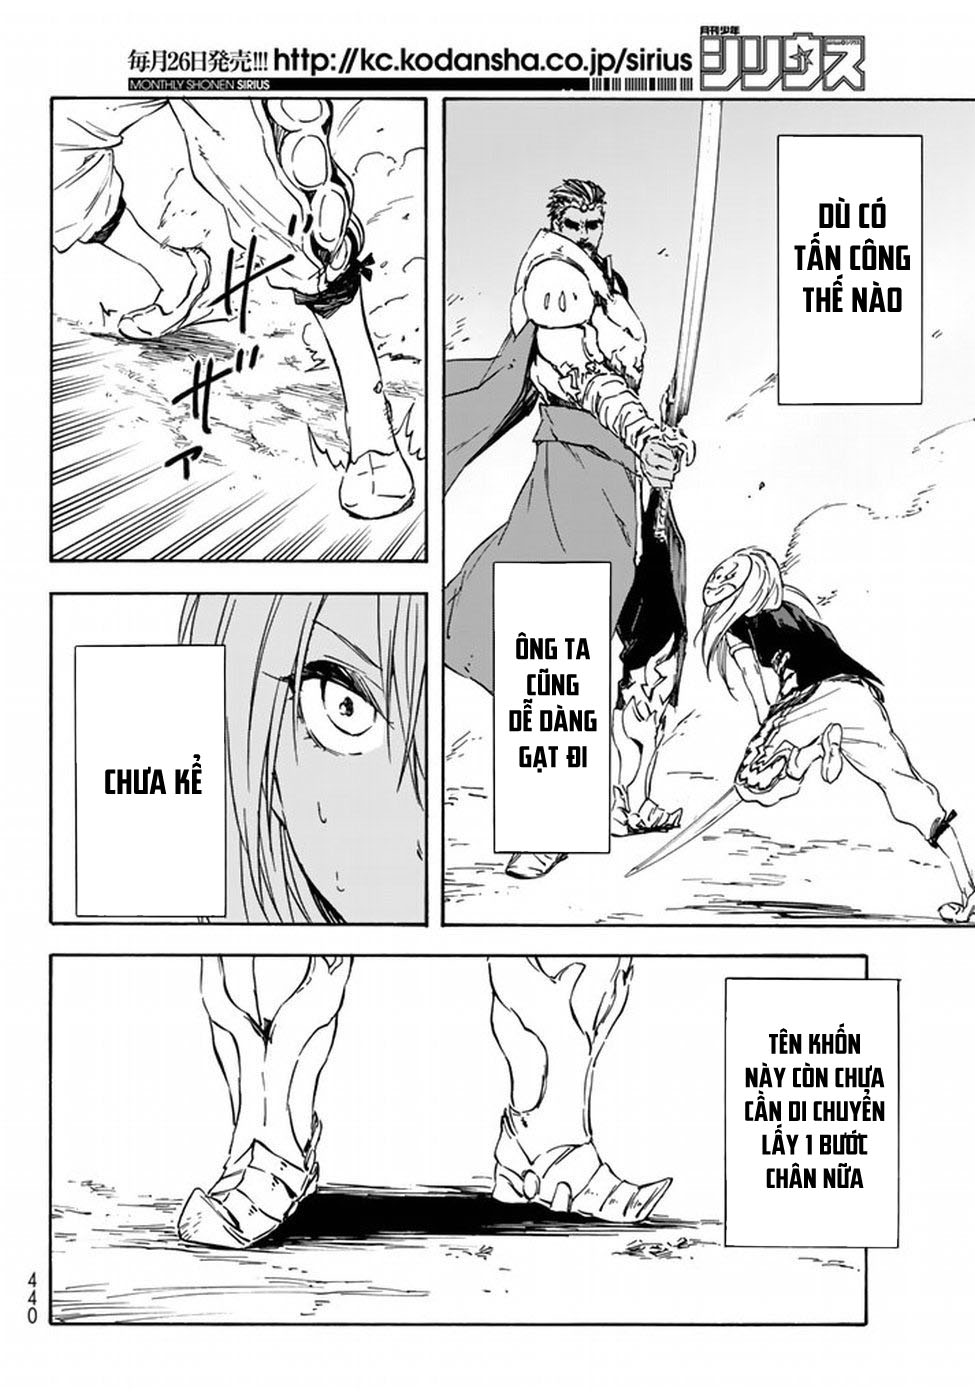 毎月26日発売!!! http://kc.kodansha.co.jp/sirius
MONTHLY SHONEN SIRIUS
月刊少年
シリウス
DÙ CÓ
TẤN CÔNG
THẾ NÀO
ÔNG TA
CŨNG
DỄ DÀNG
GẠT ĐI
CHƯA KỂ
TÊN KHỐN
NÀY CÒN CHƯA
CẦN DI CHUYỂN
LẤY 1 BƯỚC
CHÂN NỮA
440